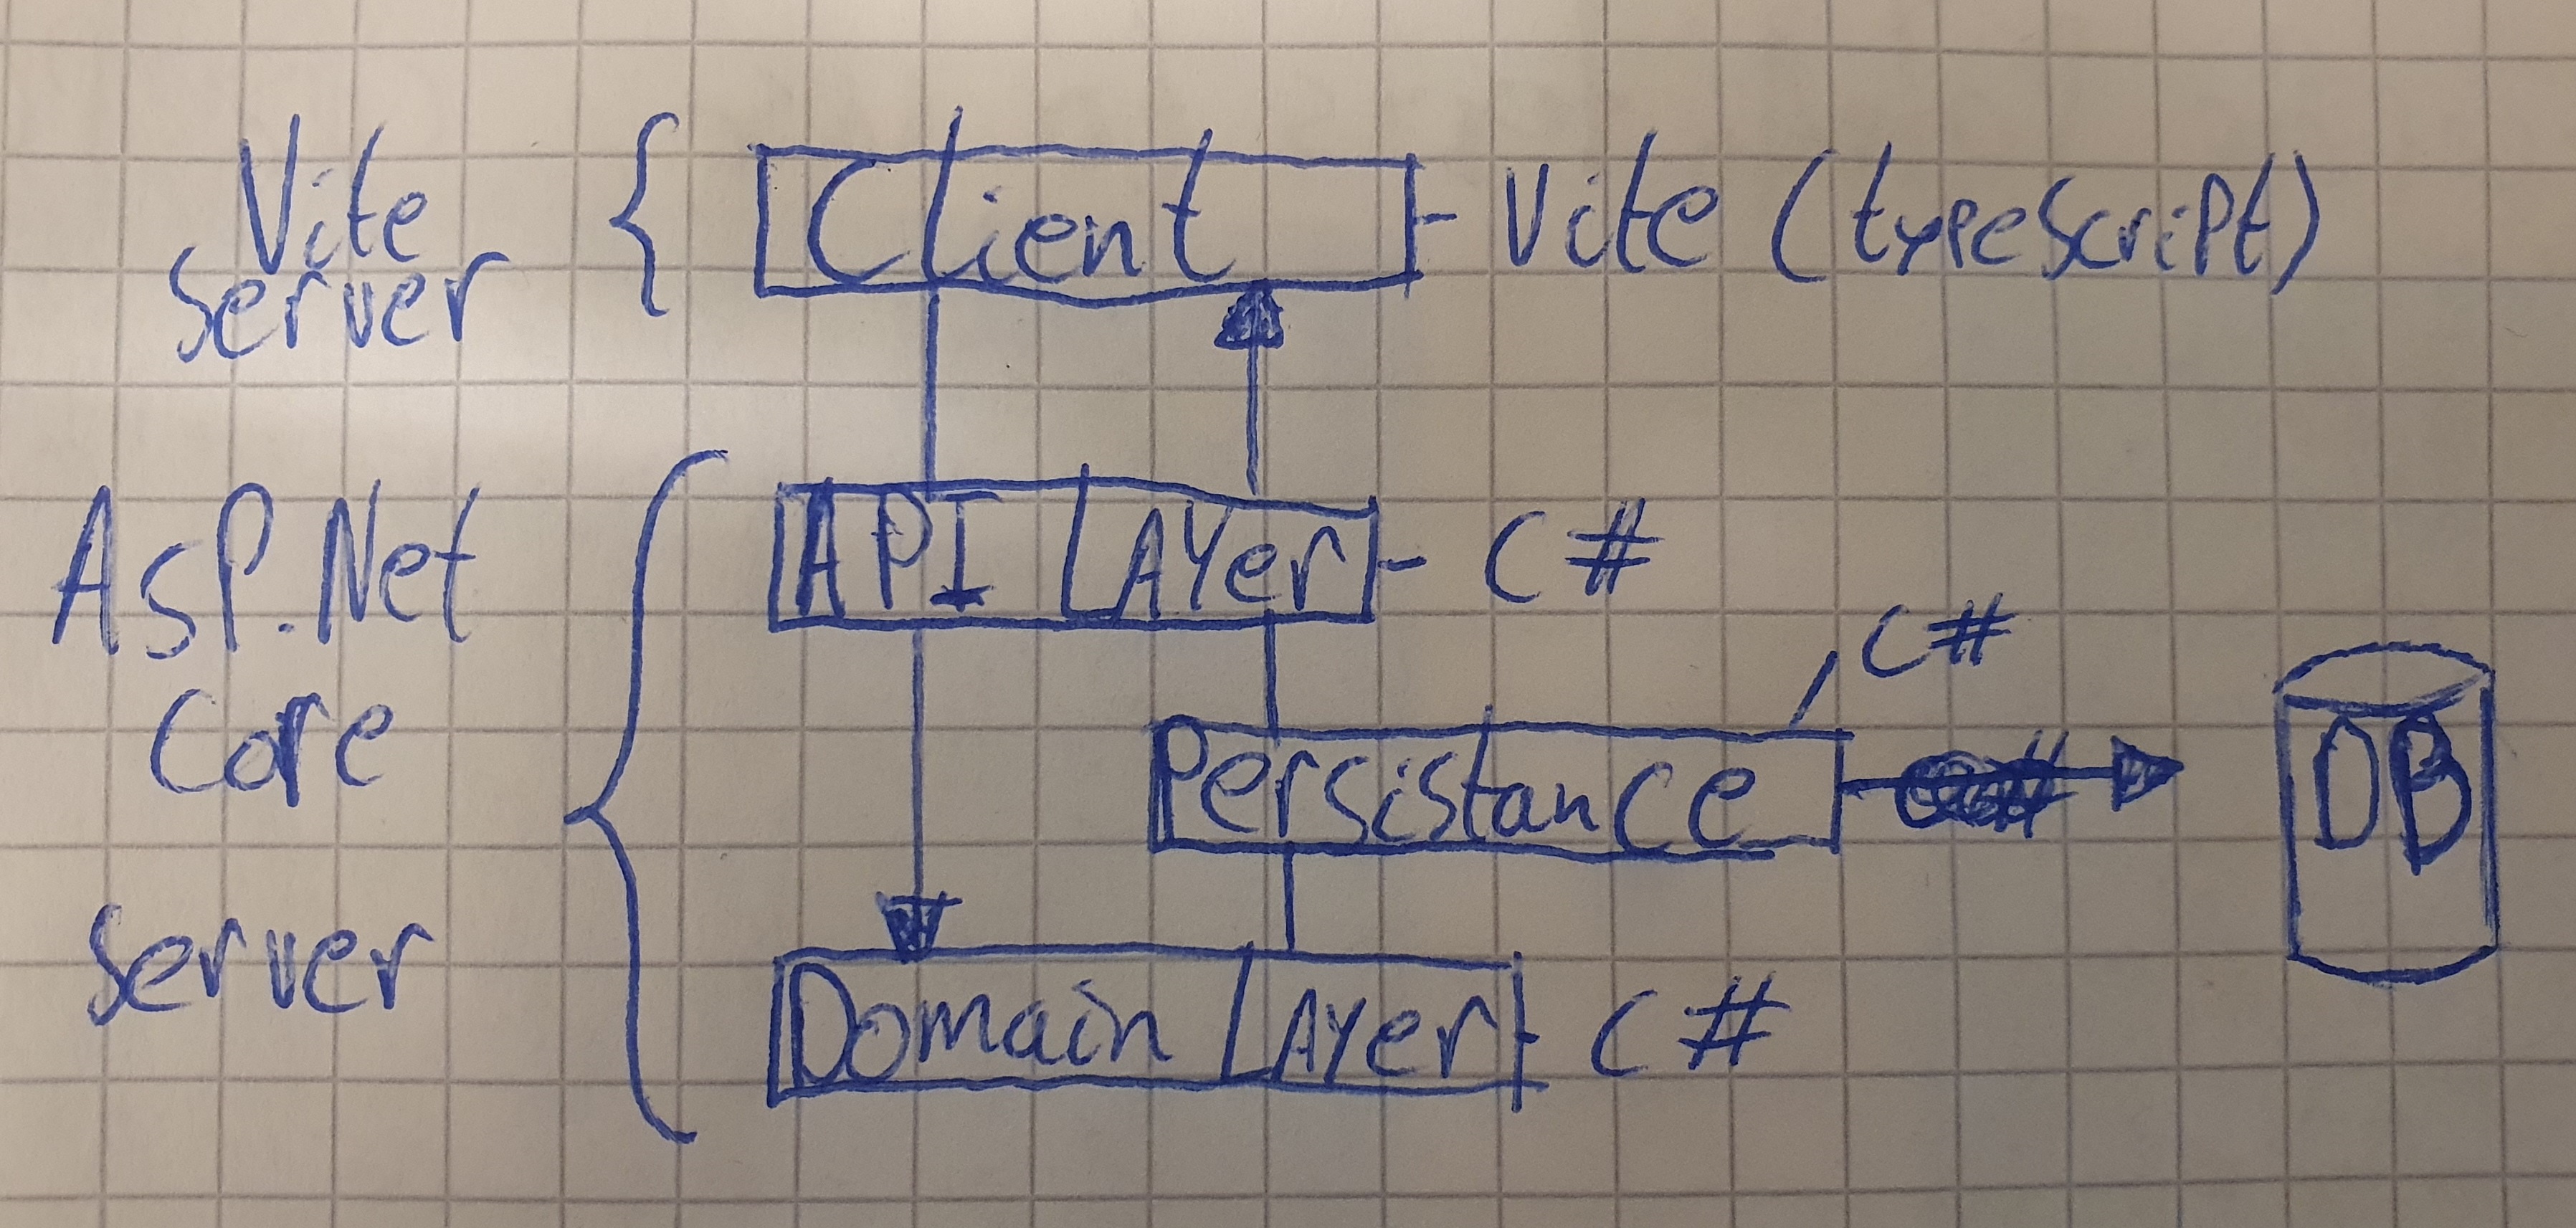 Vite
server
Client
Vite (typescript)
Asp.Net
Core
server
API LAYer
C#
C#
Persistance
DB
Domain LAYer
C#